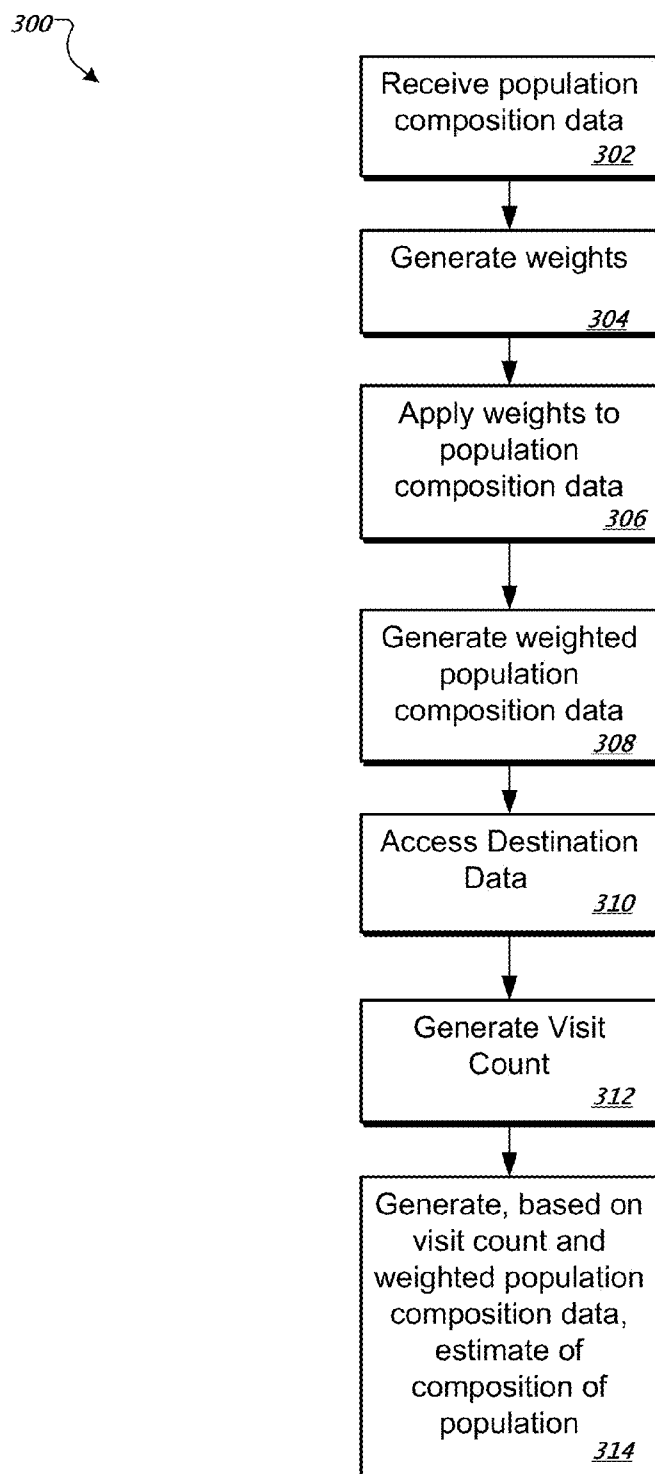 300
Receive population
composition data
302
Generate weights
304
Apply weights to
population
composition data
306
Generate weighted
population
composition data
308
Access Destination
Data
310
Generate Visit
Count
312
Generate, based on
visit count and
weighted population
composition data,
estimate of
composition of
population
314